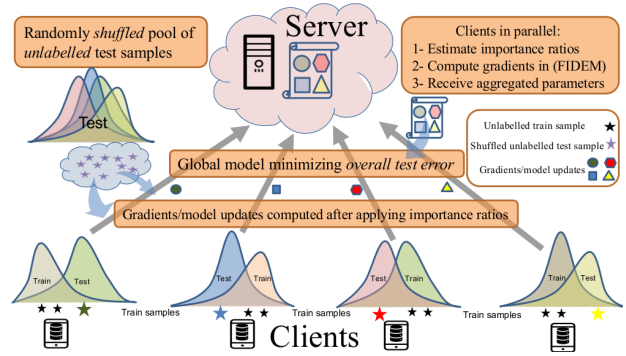 Randomly shuffled pool of
unlabelled test samples
Server
Clients in parallel:
1- Estimate importance ratios
2- Compute gradients in (FIDEM)
3- Receive aggregated parameters
Test
Unlabelled train sample
Shuffled unlabelled test sample
Gradients/model updates
Global model minimizing overall test error
Gradients/model updates computed after applying importance ratios
Train
Test
Test
Train
Test
Train
Train
Test
Train samples
Train samples
Train samples
Clients